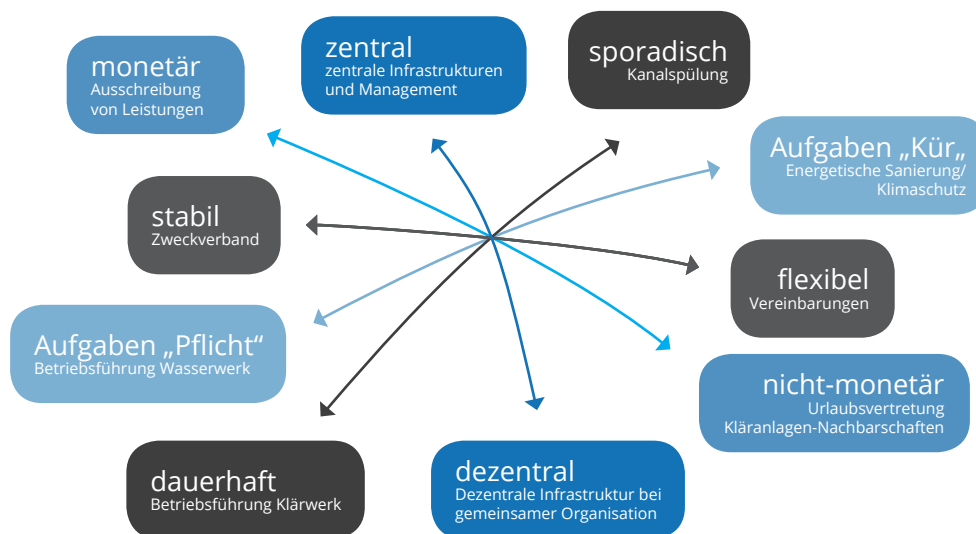 monetär
Ausschreibung
von Leistungen
zentral
zentrale Infrastrukturen
und Management
sporadisch
Kanalspülung
Aufgaben „Kür„
Energetische Sanierung/
Klimaschutz
stabil
Zweckverband
flexibel
Vereinbarungen
Aufgaben „Pflicht“
Betriebsführung Wasserwerk
nicht-monetär
Urlaubsvertretung
Kläranlagen-Nachbarschaften
dauerhaft
Betriebsführung Klärwerk
dezentral
Dezentrale Infrastruktur bei
gemeinsamer Organisation